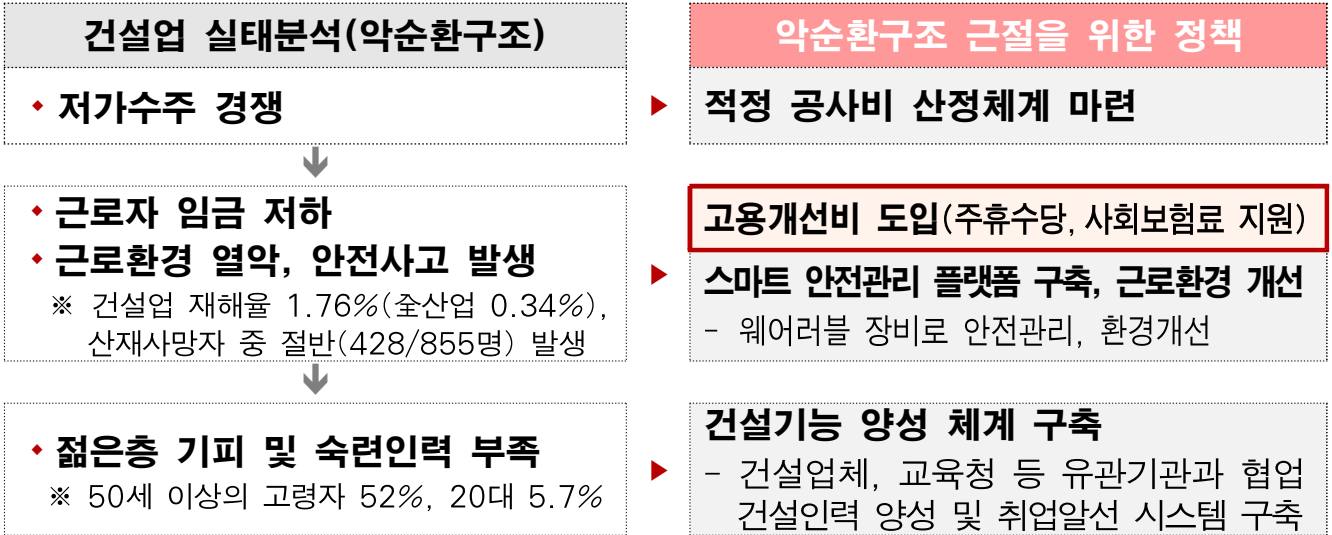 건설업 실태분석(악순환구조)
악순환구조 근절을 위한 정책
저가수주 경쟁
적정 공사비 산정체계 마련
근로자 임금 저하
근로환경 열악, 안전사고 발생
※ 건설업 재해율 1.76%(全산업 0.34%),
산재사망자 중 절반(428/855명) 발생
고용개선비 도입(주휴수당, 사회보험료 지원)
스마트 안전관리 플랫폼 구축, 근로환경 개선
- 웨어러블 장비로 안전관리, 환경개선
젊은층 기피 및 숙련인력 부족
※ 50세 이상의 고령자 52%, 20대 5.7%
건설기능 양성 체계 구축
- 건설업체, 교육청 등 유관기관과 협업
건설인력 양성 및 취업알선 시스템 구축